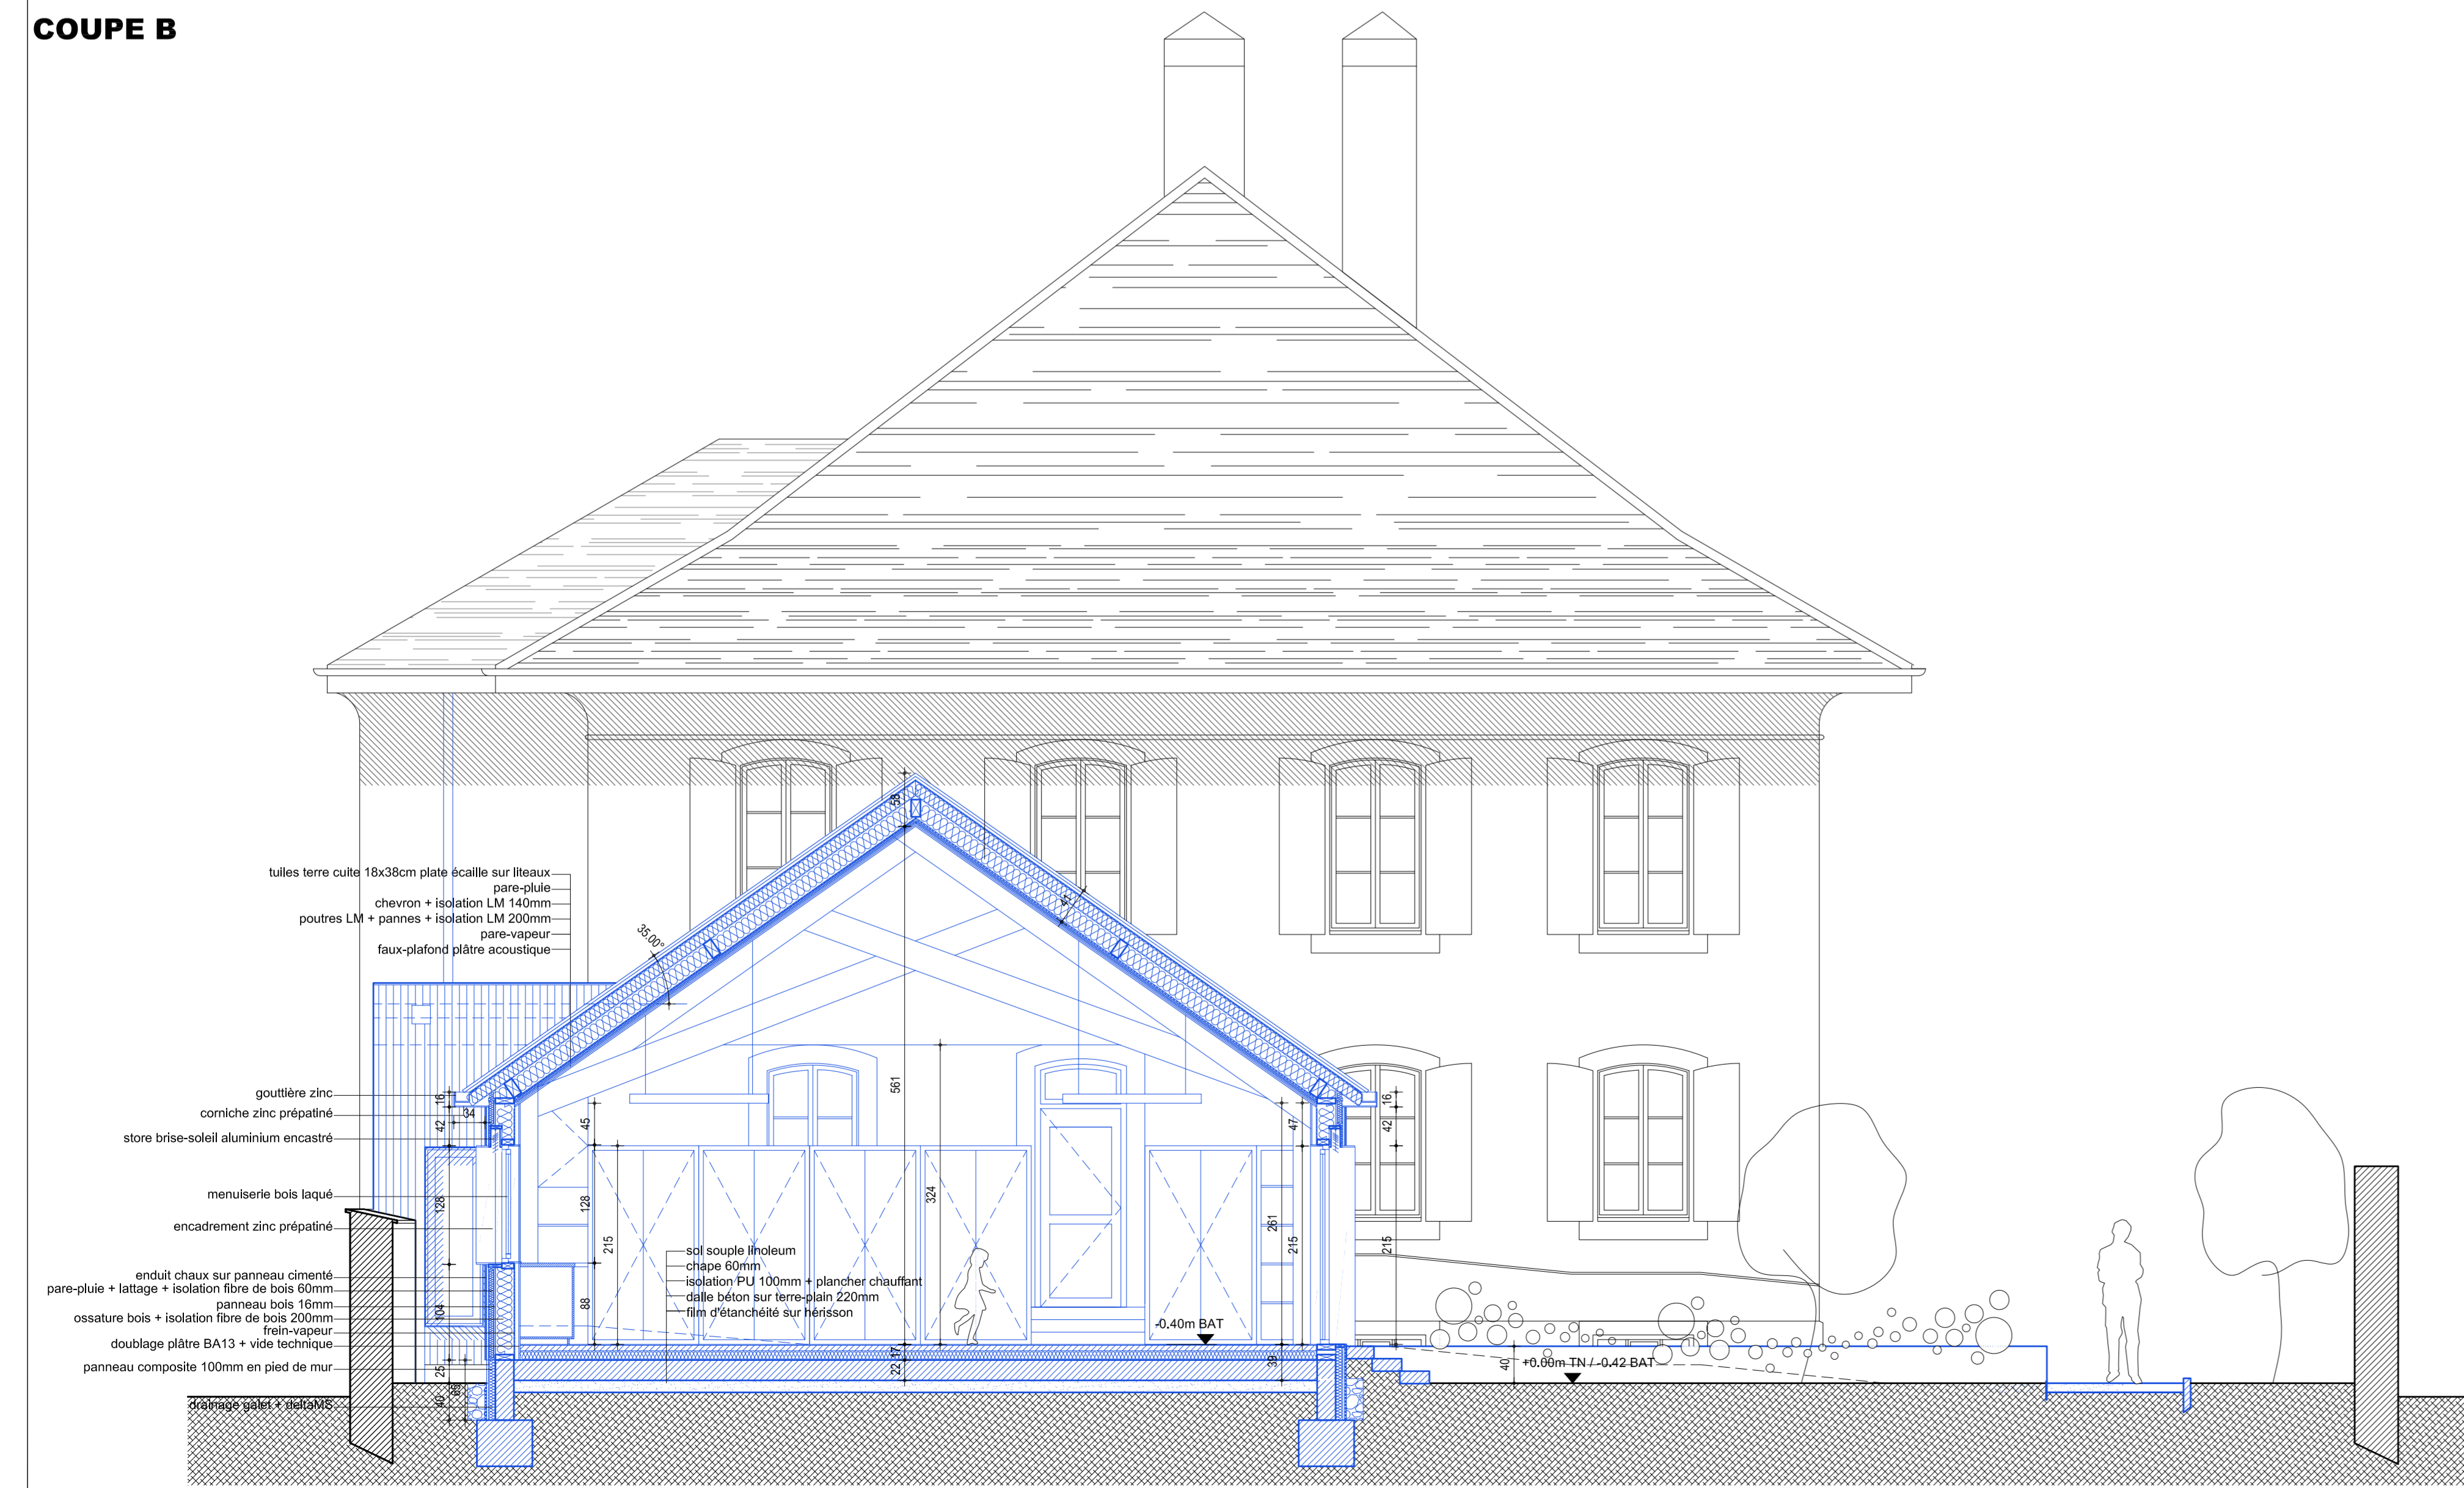 COUPE B
58
tuiles terre cuite 18x38cm plate écaille sur liteaux
pare-pluie
chevron + isolation LM 140mm
poutres LM + pannes + isolation LM 200mm
pare-vapeur
faux-plafond plâtre acoustique
35.00°
41
561
324
gouttière zinc
corniche zinc prépatiné
store brise-soleil aluminium encastré
menuiserie bois laqué
encadrement zinc prépatiné
enduit chaux sur panneau cimenté
pare-pluie + lattage + isolation fibre de bois 60mm
panneau bois 16mm
ossature bois + isolation fibre de bois 200mm
frein-vapeur
doublage plâtre BA13 + vide technique
panneau composite 100mm en pied de mur
drainage galet + deltaMS
16
34
42
128
104
25
40
65
45
128
88
215
sol souple linoleum
chape 60mm
isolation PU 100mm + plancher chauffant
dalle béton sur terre-plain 220mm
film d'étanchéité sur hérisson
17
22
-0.40m BAT
47
261
215
39
16
42
215
40
+0.00m TN / -0.42 BAT